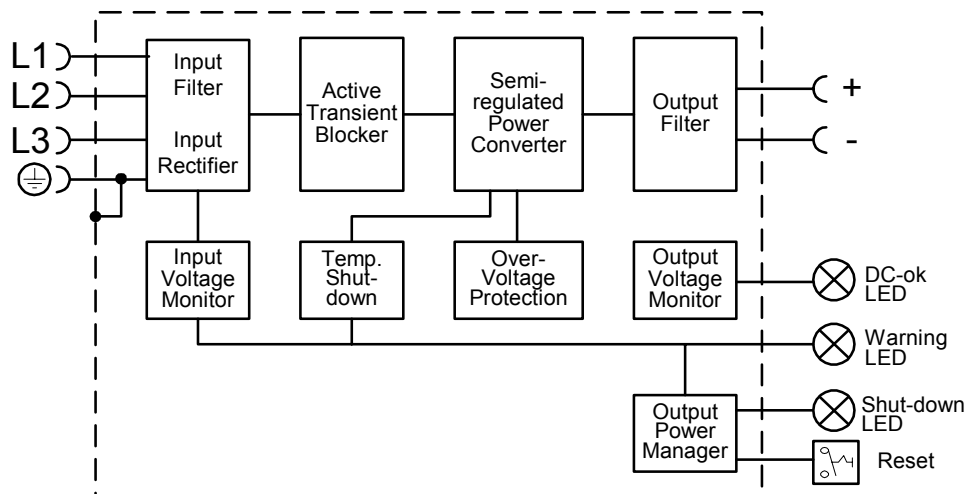 L1
L2
L3
Input
Filter
Input
Rectifier
Active
Transient
Blocker
Semi-
regulated
Power
Converter
Output
Filter
+
-
Input
Voltage
Monitor
Temp.
Shut-
down
Over-
Voltage
Protection
Output
Voltage
Monitor
DC-ok
LED
Warning
LED
Output
Power
Manager
Shut-down
LED
Reset